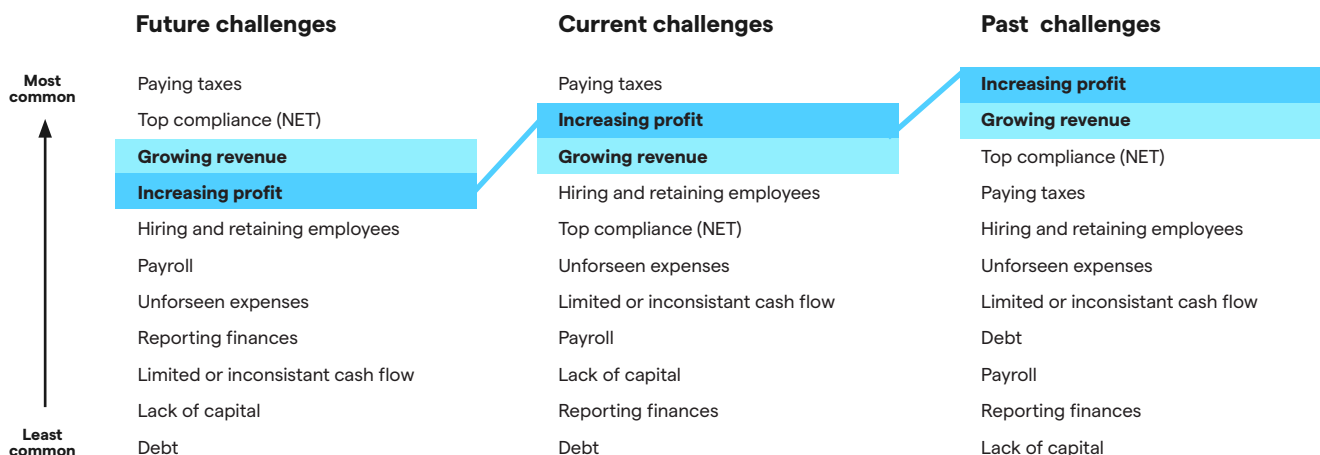 Future challenges
Current challenges
Past challenges
Most
common
Least
common
Paying taxes
Top compliance (NET)
Growing revenue
Increasing profit
Hiring and retaining employees
Payroll
Unforseen expenses
Reporting finances
Limited or inconsistant cash flow
Lack of capital
Debt
Paying taxes
Increasing profit
Growing revenue
Hiring and retaining employees
Top compliance (NET)
Unforseen expenses
Limited or inconsistant cash flow
Payroll
Lack of capital
Reporting finances
Debt
Increasing profit
Growing revenue
Top compliance (NET)
Paying taxes
Hiring and retaining employees
Unforseen expenses
Limited or inconsistant cash flow
Debt
Payroll
Reporting finances
Lack of capital